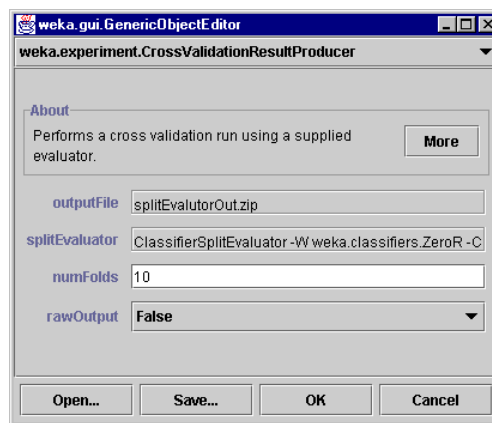 weka.gui.GenericObjectEditor
weka.experiment.CrossValidationResultProducer
About
Performs a cross validation run using a supplied
evaluator.
More
outputFile splitEvalutorOut.zip
splitEvaluator ClassifierSplitEvaluator -W weka.classifiers.ZeroR -C
numFolds 10
rawOutput False
Open... Save... OK Cancel